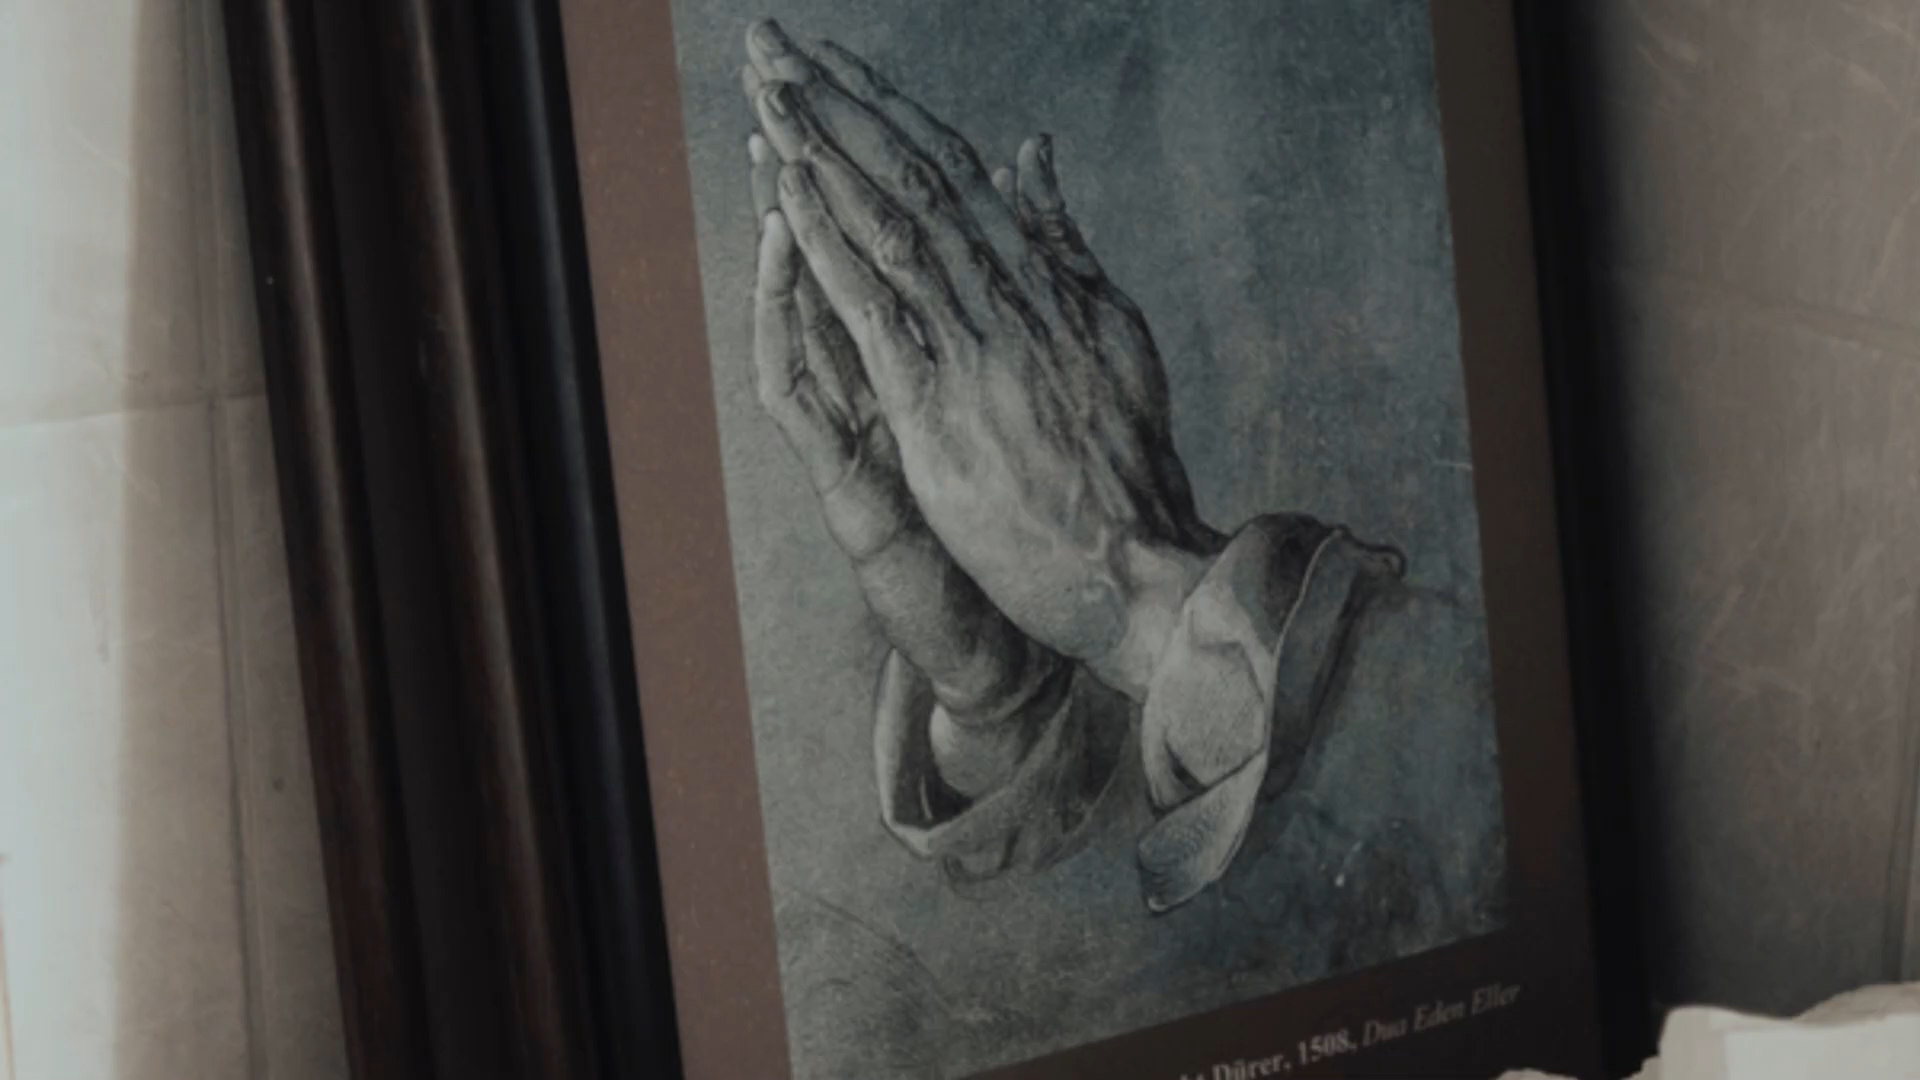 Dürer, 1508, Dua Eden Eller